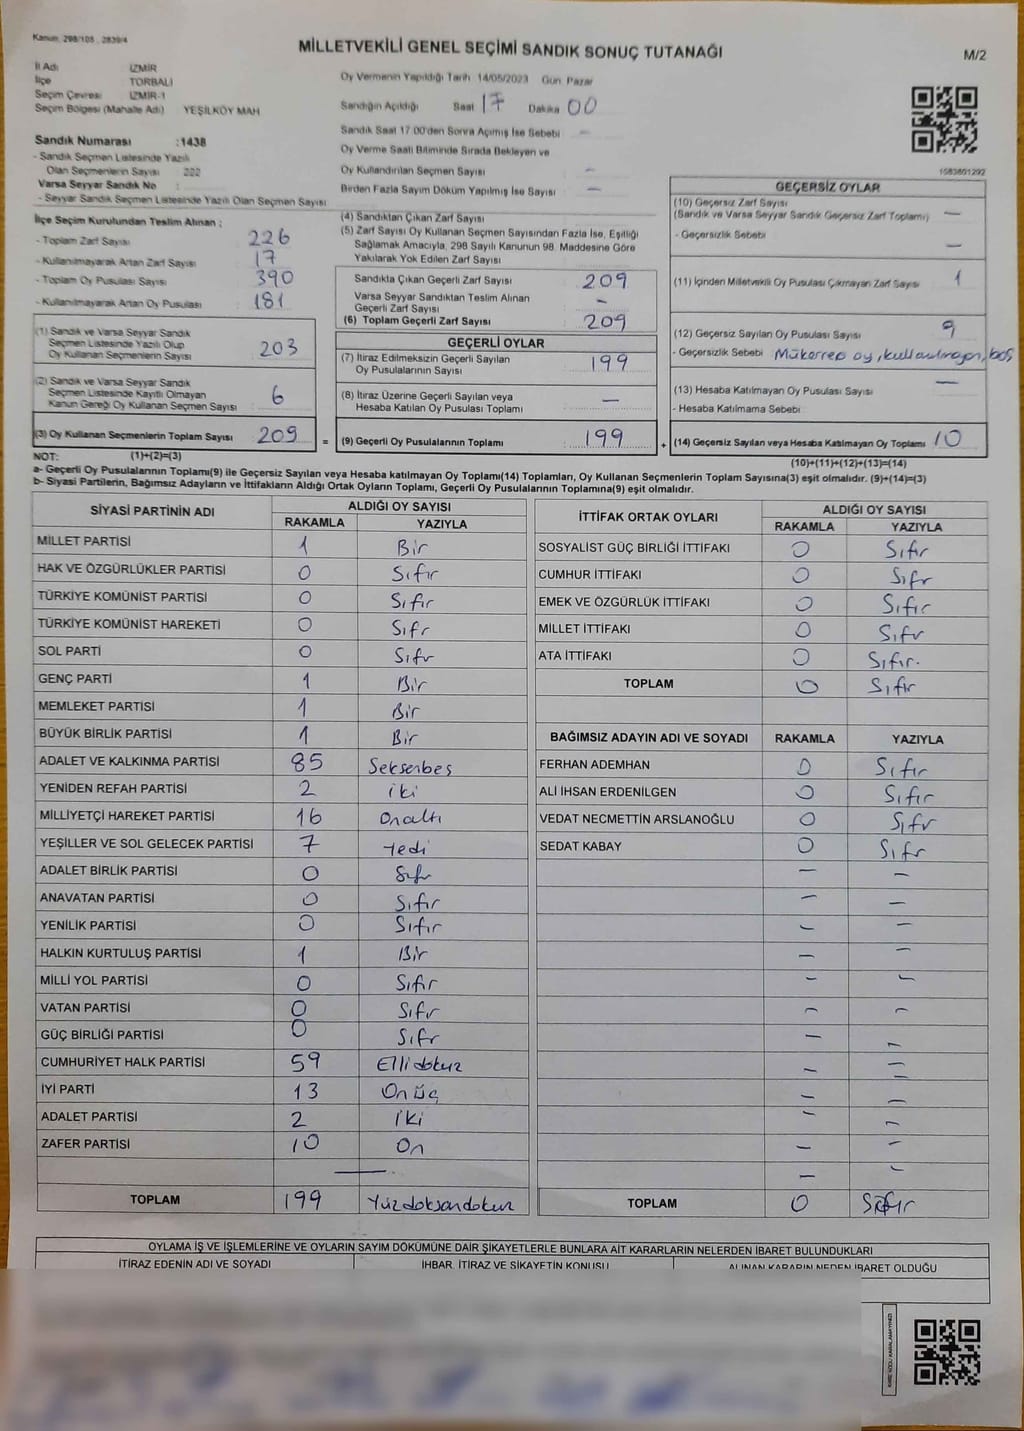 Kanun: 298/105 , 2839/4
MİLLETVEKİLİ GENEL SEÇİMİ SANDIK SONUÇ TUTANAĞI
M/2
İl Adı İZMİR
İlçe TORBALI
Seçim Çevresi İZMİR-1
Seçim Bölgesi (Mahalle Adı) YEŞİLKÖY MAH
Oy Vermenin Yapıldığı Tarih 14/05/2023 Gün Pazar
Sandığın Açıldığı Saat 17 Dakika 00
Sandık Saat 17.00'den Sonra Açılmış İse Sebebi –
Oy Verme Saati Bitiminde Sırada Bekleyen ve
Oy Kullandırılan Seçmen Sayısı –
Birden Fazla Sayım Döküm Yapılmış İse Sayısı –
Sandık Numarası :1438
- Sandık Seçmen Listesinde Yazılı
Olan Seçmenlerin Sayısı 222
Varsa Seyyar Sandık No :
- Seyyar Sandık Seçmen Listesinde Yazılı Olan Seçmen Sayısı
1083801292
İlçe Seçim Kurulundan Teslim Alınan :
- Toplam Zarf Sayısı 226
- Kullanılmayarak Artan Zarf Sayısı 17
- Toplam Oy Pusulası Sayısı 390
- Kullanılmayarak Artan Oy Pusulası 181
(1) Sandık ve Varsa Seyyar Sandık
Seçmen Listesinde Yazılı Olup
Oy Kullanan Seçmenlerin Sayısı 203
(2) Sandık ve Varsa Seyyar Sandık
Seçmen Listesinde Kayıtlı Olmayan
Kanun Gereği Oy Kullanan Seçmen Sayısı 6
(3) Oy Kullanan Seçmenlerin Toplam Sayısı 209 =
(4) Sandıktan Çıkan Zarf Sayısı
(5) Zarf Sayısı Oy Kullanan Seçmen Sayısından Fazla İse, Eşitliği
Sağlamak Amacıyla, 298 Sayılı Kanunun 98. Maddesine Göre
Yakılarak Yok Edilen Zarf Sayısı
Sandıkta Çıkan Geçerli Zarf Sayısı 209
Varsa Seyyar Sandıktan Teslim Alınan
Geçerli Zarf Sayısı –
(6) Toplam Geçerli Zarf Sayısı 209
GEÇERLİ OYLAR
(7) İtiraz Edilmeksizin Geçerli Sayılan
Oy Pusulalarının Sayısı 199
(8) İtiraz Üzerine Geçerli Sayılan veya
Hesaba Katılan Oy Pusulası Toplamı –
(9) Geçerli Oy Pusulalarının Toplamı 199 +
GEÇERSİZ OYLAR
(10) Geçersiz Zarf Sayısı –
(Sandık ve Varsa Seyyar Sandık Geçersiz Zarf Toplamı)
- Geçersizlik Sebebi –
(11) İçinden Milletvekili Oy Pusulası Çıkmayan Zarf Sayısı 1
(12) Geçersiz Sayılan Oy Pusulası Sayısı 9
- Geçersizlik Sebebi Mükerrep oy, kullanılmayan, boş
(13) Hesaba Katılmayan Oy Pusulası Sayısı –
- Hesaba Katılmama Sebebi
(14) Geçersiz Sayılan veya Hesaba Katılmayan Oy Toplamı 10
NOT: (1)+(2)=(3)
(10)+(11)+(12)+(13)=(14)
a- Geçerli Oy Pusulalarının Toplamı(9) ile Geçersiz Sayılan veya Hesaba katılmayan Oy Toplamı(14) Toplamları, Oy Kullanan Seçmenlerin Toplam Sayısına(3) eşit olmalıdır. (9)+(14)=(3)
b- Siyasi Partilerin, Bağımsız Adayların ve İttifakların Aldığı Ortak Oyların Toplamı, Geçerli Oy Pusulalarının Toplamına(9) eşit olmalıdır.
SİYASİ PARTİNİN ADI ALDIĞI OY SAYISI
RAKAMLA YAZIYLA
MİLLET PARTİSİ 1 Bir
HAK VE ÖZGÜRLÜKLER PARTİSİ 0 Sıfır
TÜRKİYE KOMÜNİST PARTİSİ 0 Sıfır
TÜRKİYE KOMÜNİST HAREKETİ 0 Sıfr
SOL PARTİ 0 Sıfır
GENÇ PARTİ 1 Bir
MEMLEKET PARTİSİ 1 Bir
BÜYÜK BİRLİK PARTİSİ 1 Bir
ADALET VE KALKINMA PARTİSİ 85 Seksenbeş
YENİDEN REFAH PARTİSİ 2 iki
MİLLİYETÇİ HAREKET PARTİSİ 16 Onaltı
YEŞİLLER VE SOL GELECEK PARTİSİ 7 Yedi
ADALET BİRLİK PARTİSİ 0 Sıfr
ANAVATAN PARTİSİ 0 Sıfır
YENİLİK PARTİSİ 0 Sıfır
HALKIN KURTULUŞ PARTİSİ 1 Bir
MİLLİ YOL PARTİSİ 0 Sıfır
VATAN PARTİSİ 0 Sıfır
GÜÇ BİRLİĞİ PARTİSİ 0 Sıfr
CUMHURİYET HALK PARTİSİ 59 Ellidokuz
İYİ PARTİ 13 Onüç
ADALET PARTİSİ 2 iki
ZAFER PARTİSİ 10 On
TOPLAM 199 Yüzdoksandokuz
İTTİFAK ORTAK OYLARI ALDIĞI OY SAYISI
RAKAMLA YAZIYLA
SOSYALİST GÜÇ BİRLİĞİ İTTİFAKI 0 Sıfır
CUMHUR İTTİFAKI 0 Sıfr
EMEK VE ÖZGÜRLÜK İTTİFAKI 0 Sıfır
MİLLET İTTİFAKI 0 Sıfr
ATA İTTİFAKI 0 Sıfır.
TOPLAM 0 Sıfır
BAĞIMSIZ ADAYIN ADI VE SOYADI RAKAMLA YAZIYLA
FERHAN ADEMHAN 0 Sıfır
ALİ İHSAN ERDENİLGEN 0 Sıfır
VEDAT NECMETTİN ARSLANOĞLU 0 Sıfr
SEDAT KABAY 0 Sıfr
TOPLAM 0 Sıfır
OYLAMA İŞ VE İŞLEMLERİNE VE OYLARIN SAYIM DÖKÜMÜNE DAİR ŞİKAYETLERLE BUNLARA AİT KARARLARIN NELERDEN İBARET BULUNDUKLARI
İTİRAZ EDENİN ADI VE SOYADI İHBAR, İTİRAZ VE ŞİKAYETİN KONUSU ALINAN KARARIN NEDEN İBARET OLDUĞU
KARE KODU KARALAMAYINIZ!